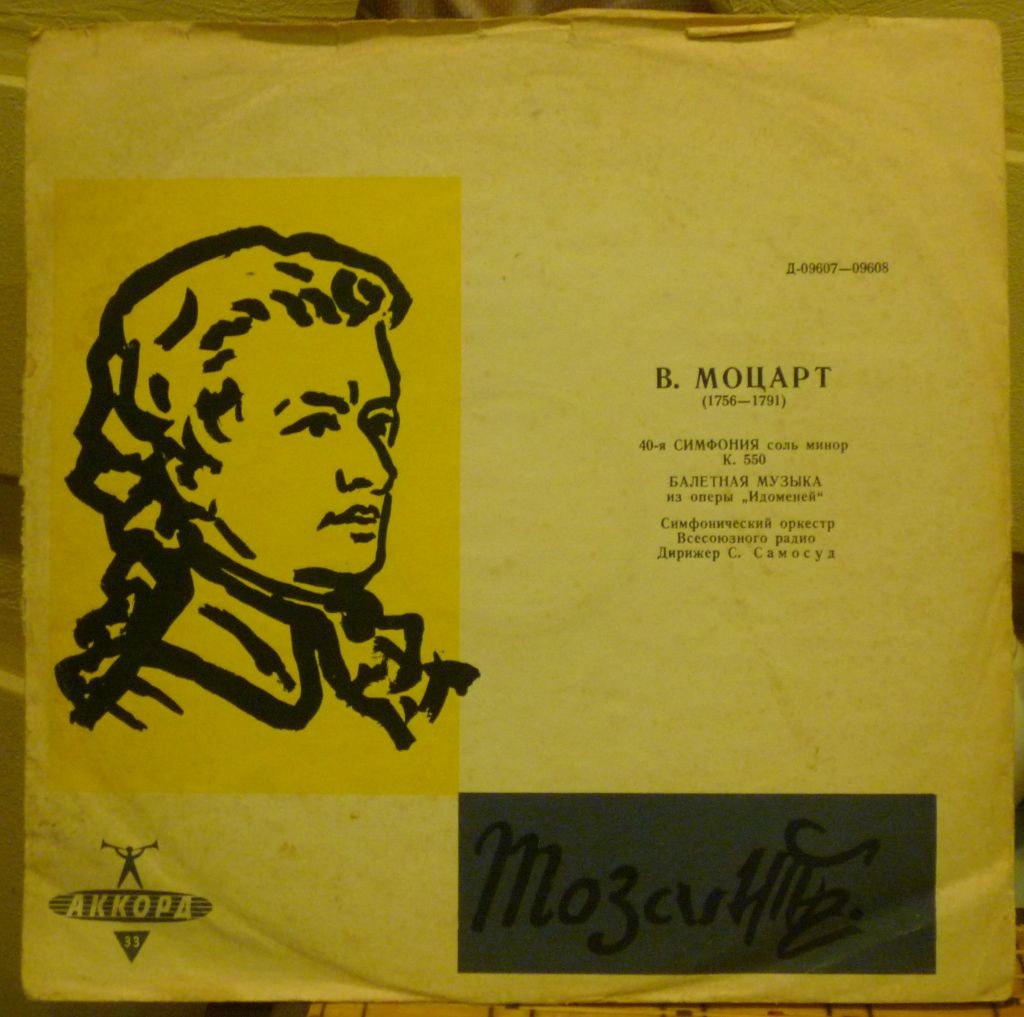 Д-09607—09608
В. МОЦАРТ
(1756—1791)
40-я СИМФОНИЯ соль минор
К. 550
БАЛЕТНАЯ МУЗЫКА
из оперы „Идоменей“
Симфонический оркестр
Всесоюзного радио
Дирижер С. Самосуд
АККОРД
33